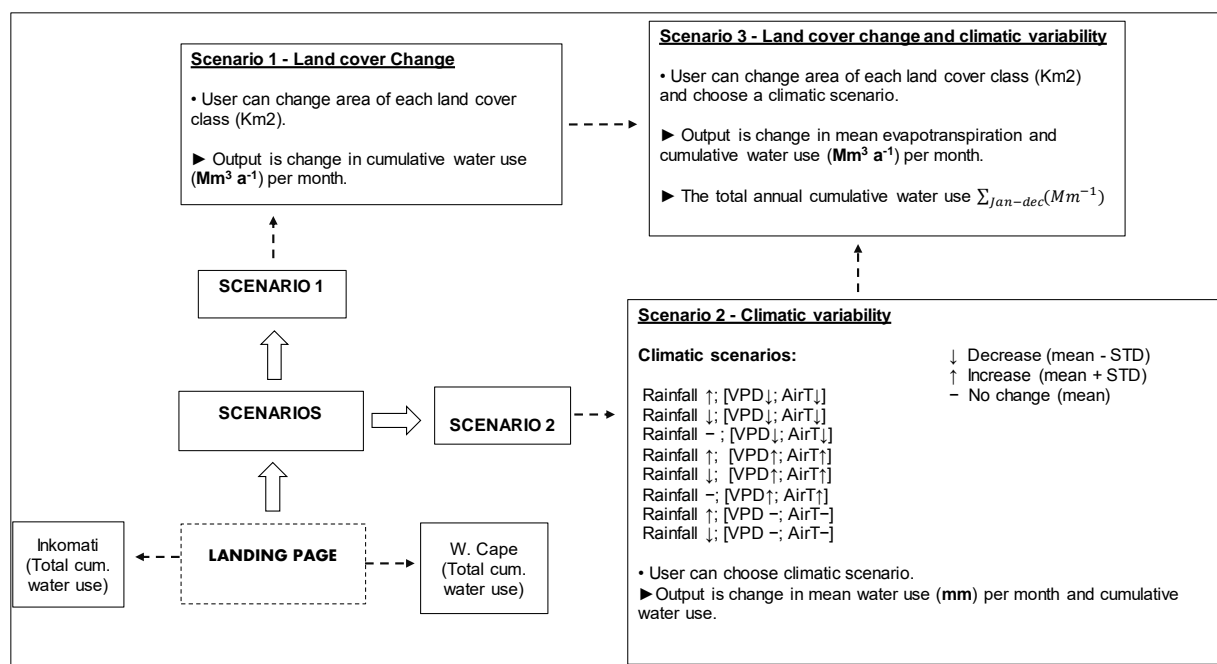 Scenario 1 - Land cover Change
• User can change area of each land cover
class (Km2).
► Output is change in cumulative water use
(Mm³ a⁻¹) per month.
Scenario 3 - Land cover change and climatic variability
• User can change area of each land cover class (Km2)
and choose a climatic scenario.
► Output is change in mean evapotranspiration and
cumulative water use (Mm³ a⁻¹) per month.
► The total annual cumulative water use ∑Jan−dec(Mm⁻¹)
SCENARIO 1
SCENARIOS
SCENARIO 2
Scenario 2 - Climatic variability
Climatic scenarios:
Rainfall ↑; [VPD↓; AirT↓]
Rainfall ↓; [VPD↓; AirT↓]
Rainfall − ; [VPD↓; AirT↓]
Rainfall ↑; [VPD↑; AirT↑]
Rainfall ↓; [VPD↑; AirT↑]
Rainfall −; [VPD↑; AirT↑]
Rainfall ↑; [VPD −; AirT−]
Rainfall ↓; [VPD −; AirT−]
↓ Decrease (mean - STD)
↑ Increase (mean + STD)
− No change (mean)
• User can choose climatic scenario.
►Output is change in mean water use (mm) per month and cumulative
water use.
Inkomati
(Total cum.
water use)
LANDING PAGE
W. Cape
(Total cum.
water use)